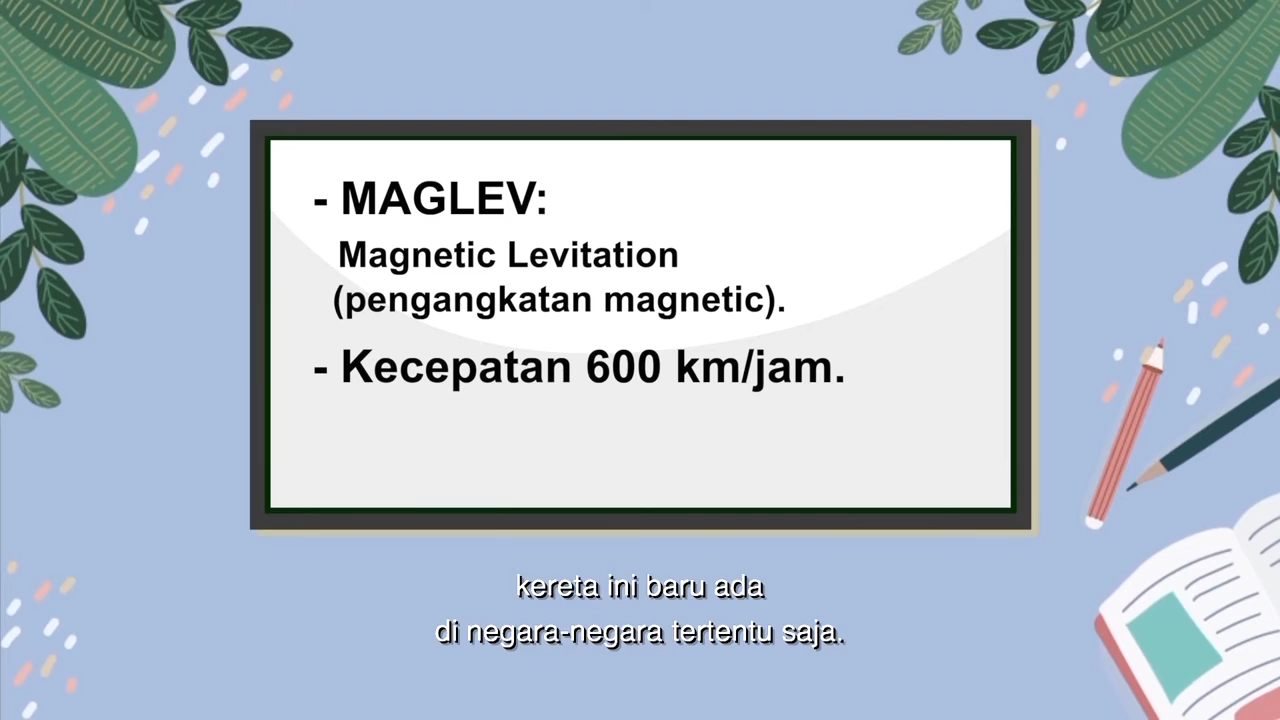 - MAGLEV:
Magnetic Levitation
(pengangkatan magnetic).
- Kecepatan 600 km/jam.
kereta ini baru ada
di negara-negara tertentu saja.